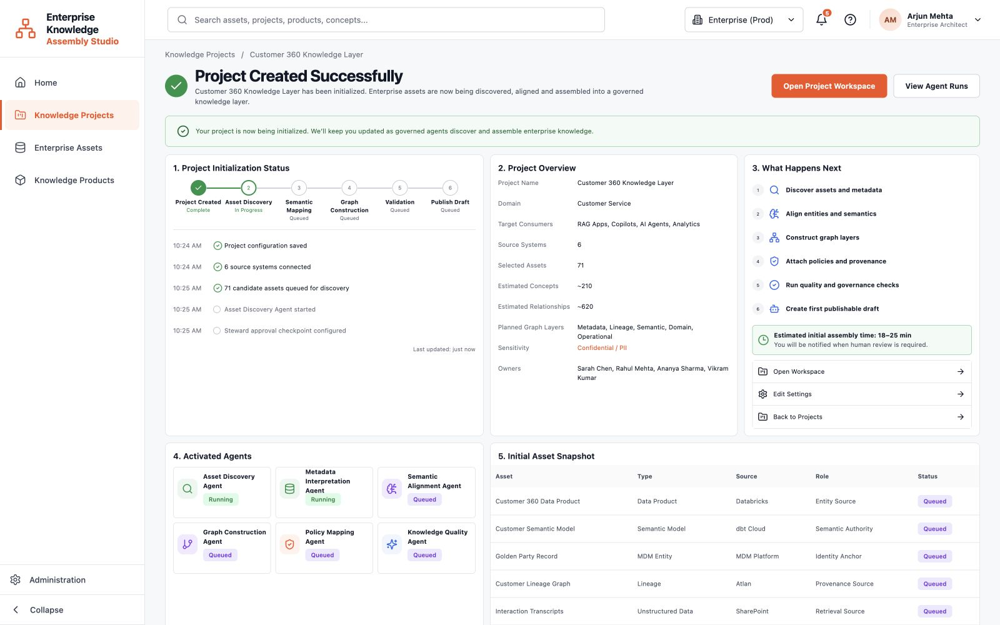 Enterprise
Knowledge
Assembly Studio
Search assets, projects, products, concepts...
Enterprise (Prod)
5
AM
Arjun Mehta
Enterprise Architect
Home
Knowledge Projects
Enterprise Assets
Knowledge Products
Administration
Collapse
Knowledge Projects / Customer 360 Knowledge Layer
Project Created Successfully
Customer 360 Knowledge Layer has been initialized. Enterprise assets are now being discovered, aligned and assembled into a governed
knowledge layer.
Open Project Workspace
View Agent Runs
Your project is now being initialized. We'll keep you updated as governed agents discover and assemble enterprise knowledge.
1. Project Initialization Status
2 3 4 5 6
Project Created
Complete
Asset Discovery
In Progress
Semantic
Mapping
Queued
Graph
Construction
Queued
Validation
Queued
Publish Draft
Queued
10:24 AM Project configuration saved
10:24 AM 6 source systems connected
10:25 AM 71 candidate assets queued for discovery
10:25 AM Asset Discovery Agent started
10:25 AM Steward approval checkpoint configured
Last updated: just now
2. Project Overview
Project Name Customer 360 Knowledge Layer
Domain Customer Service
Target Consumers RAG Apps, Copilots, AI Agents, Analytics
Source Systems 6
Selected Assets 71
Estimated Concepts ~210
Estimated Relationships ~620
Planned Graph Layers Metadata, Lineage, Semantic, Domain,
Operational
Sensitivity Confidential / PII
Owners Sarah Chen, Rahul Mehta, Ananya Sharma, Vikram
Kumar
3. What Happens Next
1 Discover assets and metadata
2 Align entities and semantics
3 Construct graph layers
4 Attach policies and provenance
5 Run quality and governance checks
6 Create first publishable draft
Estimated initial assembly time: 18–25 min
You will be notified when human review is required.
Open Workspace
Edit Settings
Back to Projects
4. Activated Agents
Asset Discovery
Agent
Running
Metadata
Interpretation
Agent
Running
Semantic
Alignment Agent
Queued
Graph Construction
Agent
Queued
Policy Mapping
Agent
Queued
Knowledge Quality
Agent
Queued
5. Initial Asset Snapshot
Asset Type Source Role Status
Customer 360 Data Product Data Product Databricks Entity Source Queued
Customer Semantic Model Semantic Model dbt Cloud Semantic Authority Queued
Golden Party Record MDM Entity MDM Platform Identity Anchor Queued
Customer Lineage Graph Lineage Atlan Provenance Source Queued
Interaction Transcripts Unstructured Data SharePoint Retrieval Source Queued